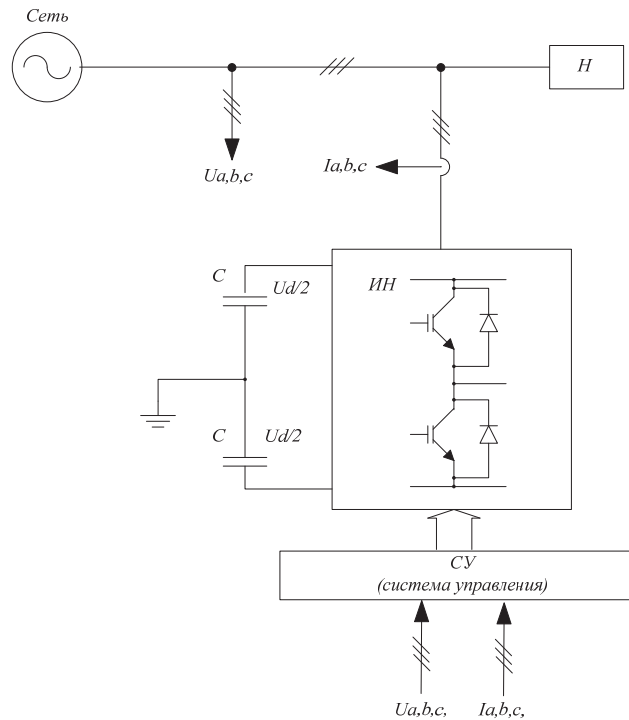 Сеть
Н
Ua,b,c
Ia,b,c
C
Ud/2
ИН
C
Ud/2
СУ
(система управления)
Ua,b,c,
Ia,b,c,